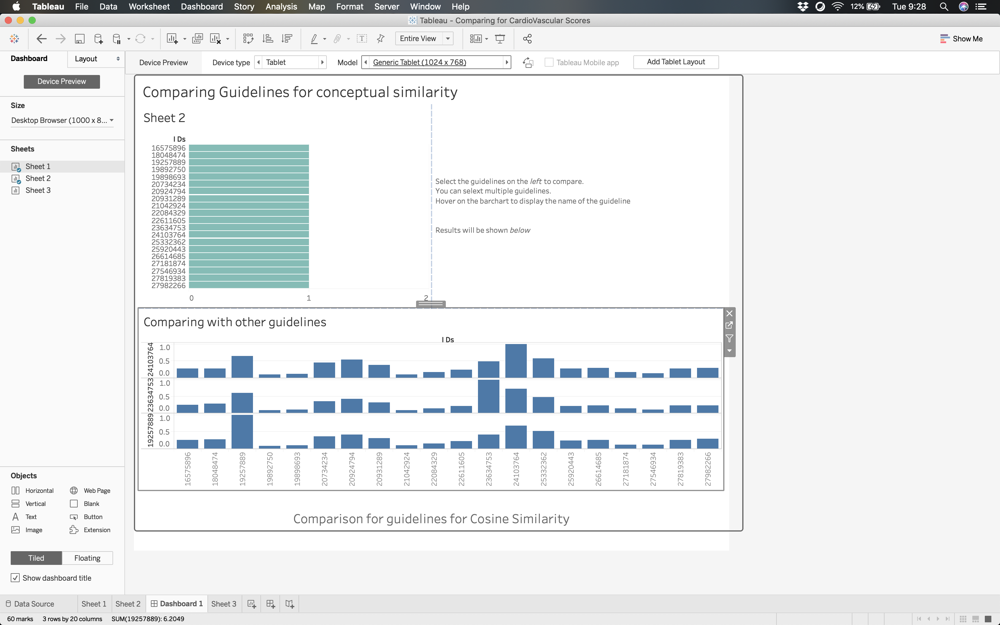 Tableau File Data Worksheet Dashboard Story Analysis Map Format Server Window Help 12% Tue 9:28
Tableau - Comparing for CardioVascular Scores
Entire View Show Me
Dashboard Layout
Device Preview Device type Tablet Model Generic Tablet (1024 x 768) Tableau Mobile app Add Tablet Layout
Device Preview
Size
Desktop Browser (1000 x 8...
Sheets
Sheet 1
Sheet 2
Sheet 3
Objects
Horizontal Web Page
Vertical Blank
Text Button
Image Extension
Tiled Floating
Show dashboard title
Comparing Guidelines for conceptual similarity
Sheet 2
I Ds
16575896
18048474
19257889
19892750
19898693
20734234
20924794
20931289
21042924
22084329
22611605
23634753
24103764
25332362
25920443
26614685
27181874
27546934
27819383
27982266
0 1 2
Select the guidelines on the left to compare.
You can selext multiple guidelines.
Hover on the barchart to display the name of the guideline
Results will be shown below
Comparing with other guidelines
I Ds
24103764
1.0
0.5
0.0
23634753
1.0
0.5
0.0
19257889
1.0
0.5
0.0
16575896
18048474
19257889
19892750
19898693
20734234
20924794
20931289
21042924
22084329
22611605
23634753
24103764
25332362
25920443
26614685
27181874
27546934
27819383
27982266
Comparison for guidelines for Cosine Similarity
Data Source Sheet 1 Sheet 2 Dashboard 1 Sheet 3
60 marks 3 rows by 20 columns SUM(19257889): 6.2049